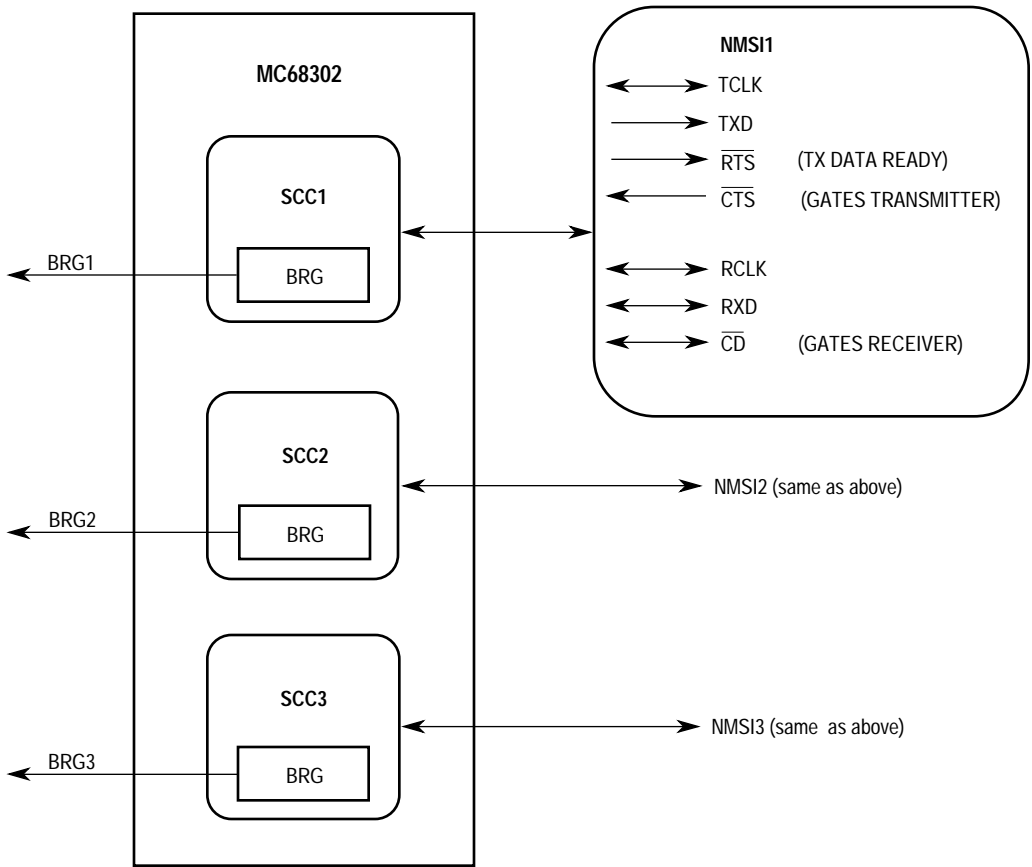 MC68302
SCC1
BRG
BRG1
NMSI1
TCLK
TXD
RTS (TX DATA READY)
CTS (GATES TRANSMITTER)
RCLK
RXD
CD (GATES RECEIVER)
SCC2
BRG
BRG2
NMSI2 (same as above)
SCC3
BRG
BRG3
NMSI3 (same as above)